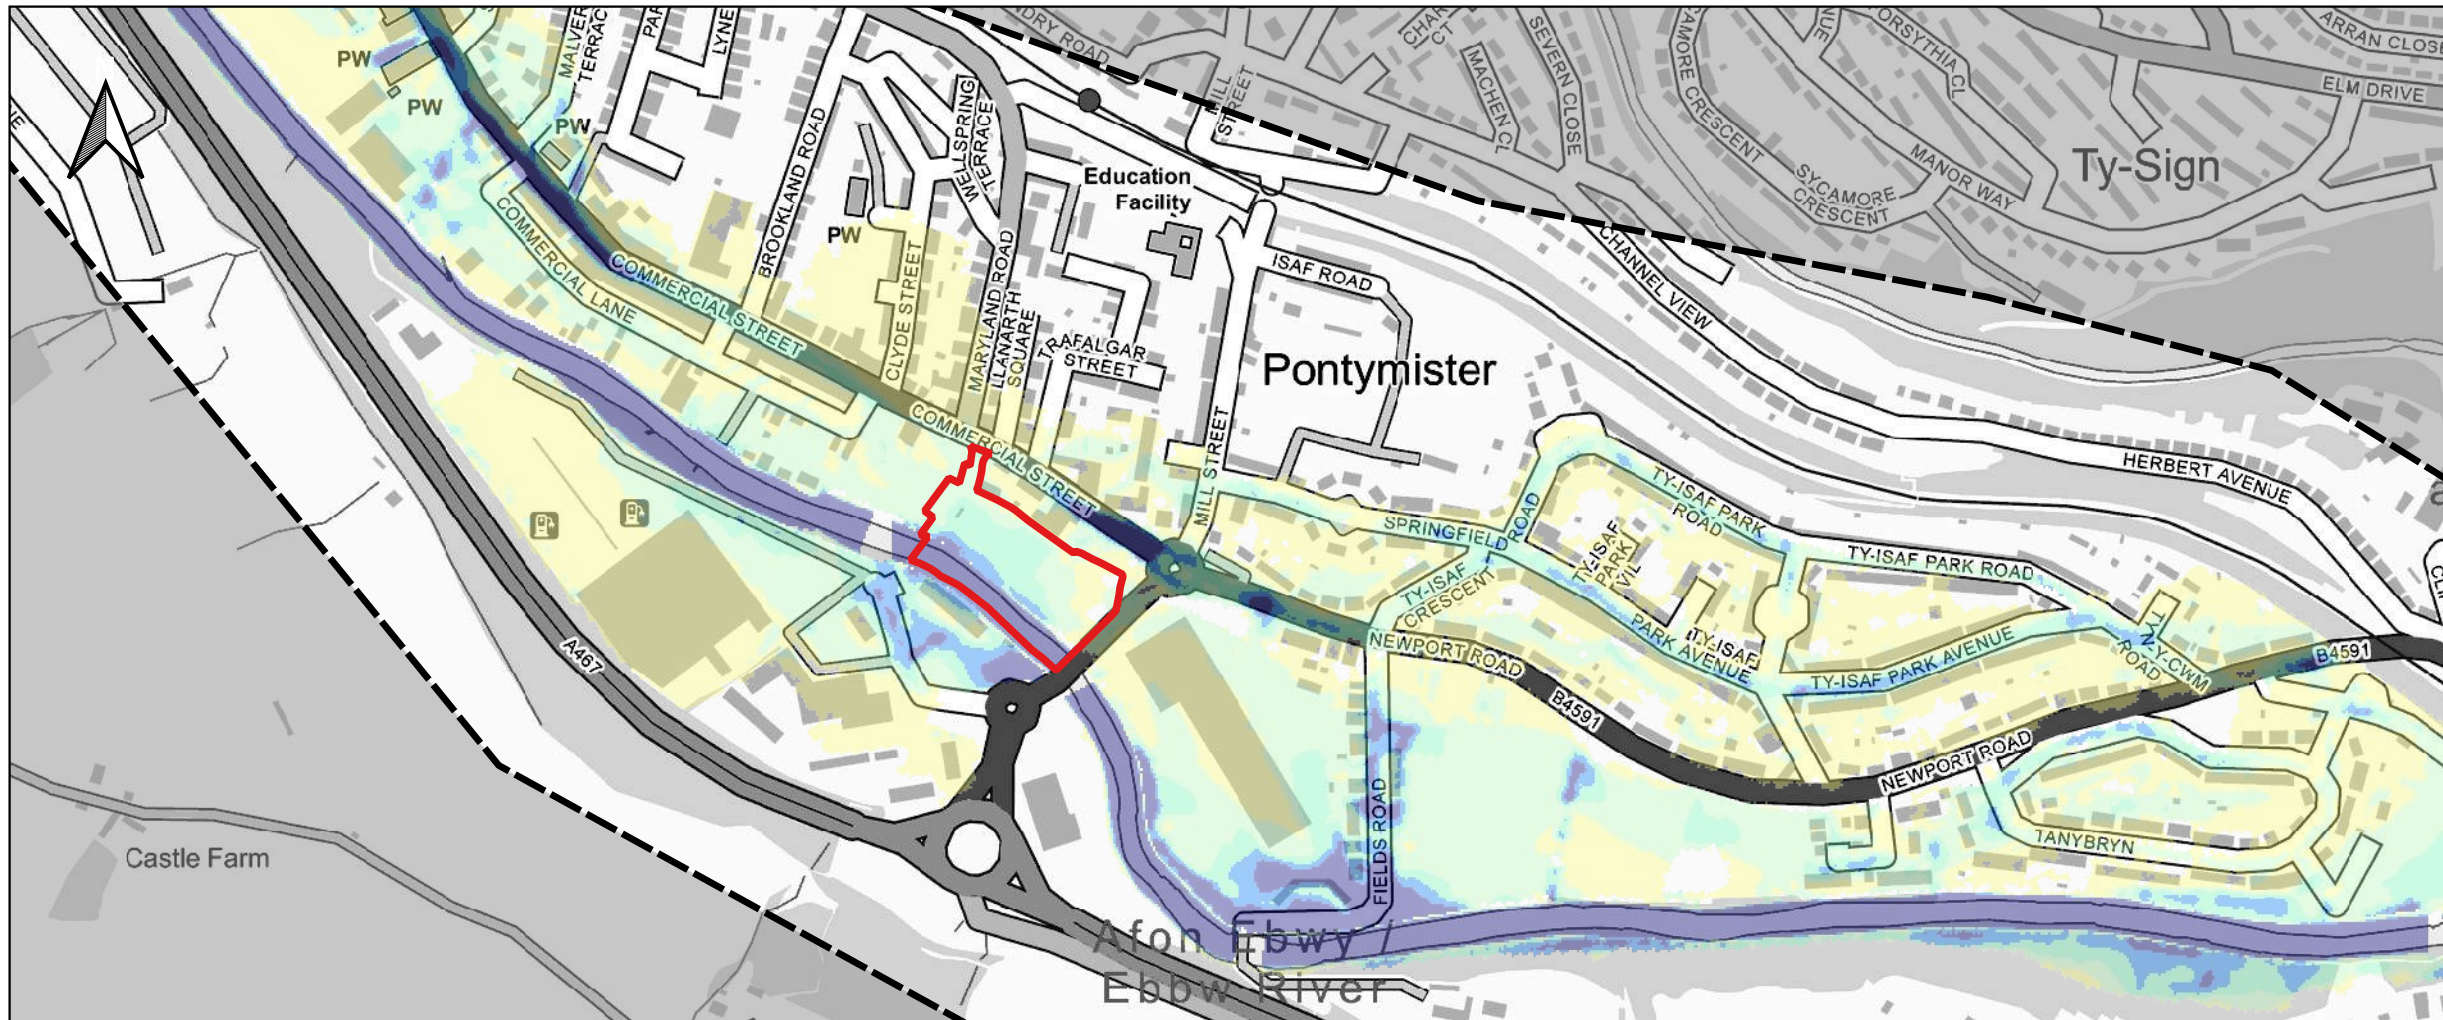 MALVERN
TERRACE
LYNE
PW
PW
PW
COMMERCIAL LANE
COMMERCIAL STREET
BROOKLAND ROAD
PW
CLYDE STREET
WELLSPRING
TERRACE
MARYLAND ROAD
LLANARTH
SQUARE
TRAFALGAR
STREET
Education
Facility
MILL
STREET
ISAF ROAD
MACHEN CL
SEVERN CLOSE
SYCAMORE
CRESCENT
MANOR WAY
ELM DRIVE
ARRAN CLOSE
Ty-Sign
CHANNEL VIEW
HERBERT AVENUE
Pontymister
COMMERCIAL STREET
MILL STREET
SPRINGFIELD
ROAD
TY-ISAF PARK
ROAD
TY-ISAF PARK ROAD
TY-ISAF
PARK
VIL
TY-ISAF
CRESCENT
TY-ISAF
PARK AVENUE
TY-ISAF PARK AVENUE
TY-N-Y-CWM
ROAD
B4591
NEWPORT ROAD
B4591
NEWPORT ROAD
TANYBRYN
FIELDS ROAD
A467
Castle Farm
Afon Ebwy /
Ebbw River